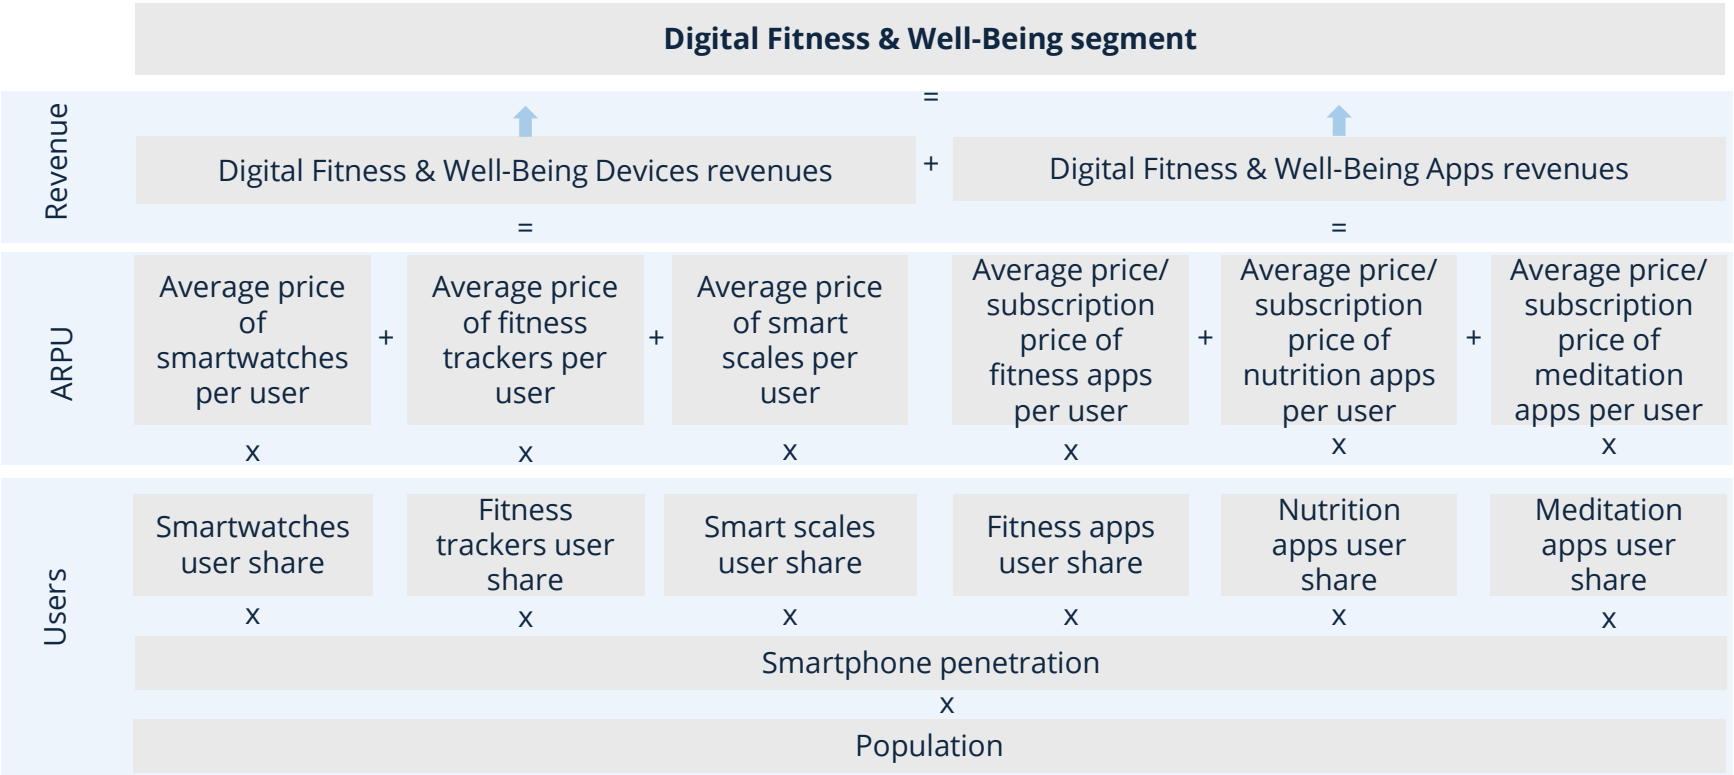 Digital Fitness & Well-Being segment
=
Revenue
Digital Fitness & Well-Being Devices revenues
+
Digital Fitness & Well-Being Apps revenues
=
=
ARPU
Average price
of
smartwatches
per user
+
Average price
of fitness
trackers per
user
+
Average price
of smart
scales per
user
Average price/
subscription
price of
fitness apps
per user
+
Average price/
subscription
price of
nutrition apps
per user
+
Average price/
subscription
price of
meditation
apps per user
x
x
x
x
x
x
Users
Smartwatches
user share
Fitness
trackers user
share
Smart scales
user share
Fitness apps
user share
Nutrition
apps user
share
Meditation
apps user
share
x
x
x
x
x
x
Smartphone penetration
x
Population